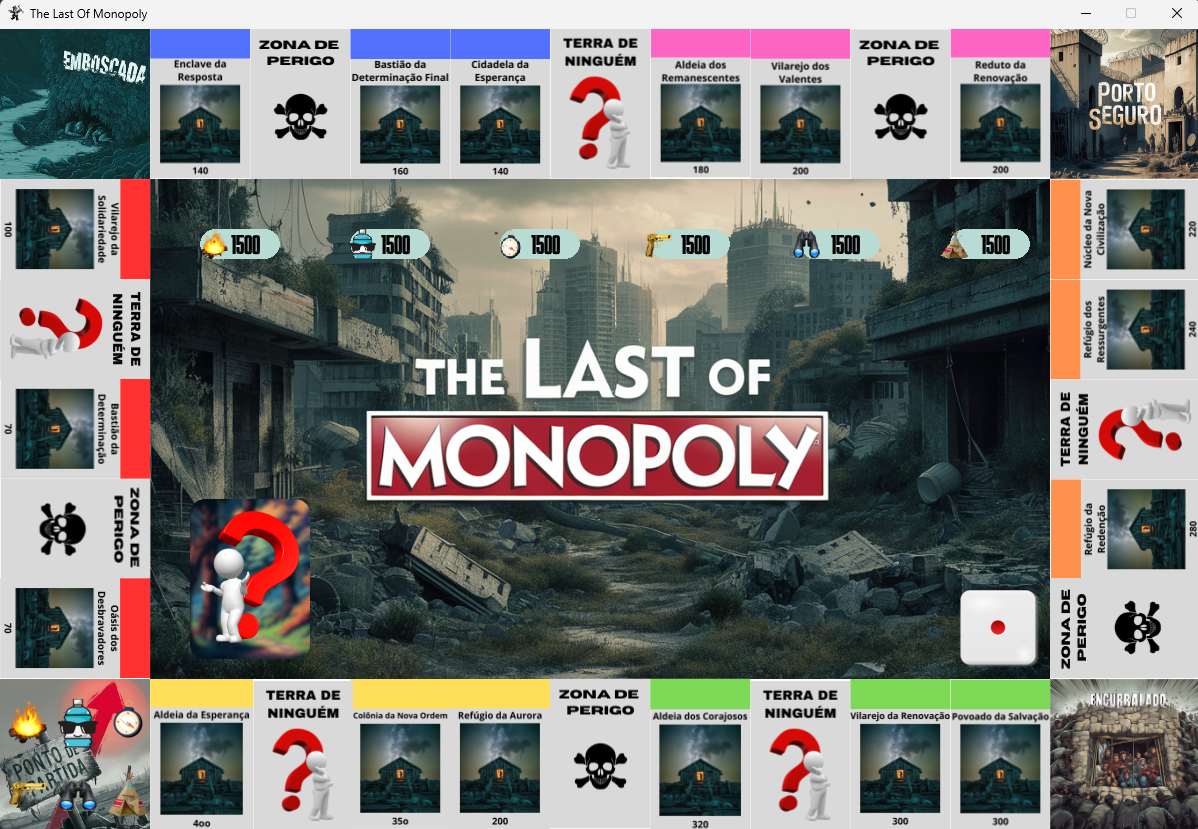 The Last Of Monopoly
EMBOSCADA
Enclave da
Resposta
140
ZONA DE
PERIGO
Bastião da
Determinação Final
160
Cidadela da
Esperança
140
TERRA DE
NINGUÉM
Aldeia dos
Remanescentes
180
Vilarejo dos
Valentes
200
ZONA DE
PERIGO
Reduto da
Renovação
200
PORTO
SEGURO
Vilarejo da
Solidariedade
100
TERRA DE
NINGUÉM
Bastião da
Determinação
70
ZONA DE
PERIGO
Oásis dos
Desbravadores
70
1500
1500
1500
1500
1500
1500
THE LAST OF
MONOPOLY
Núcleo da Nova
Civilização
220
Refúgio dos
Ressurgentes
240
TERRA DE
NINGUÉM
Refúgio da
Redenção
280
ZONA DE
PERIGO
PONTO DE
PARTIDA
Aldeia da Esperança
4oo
TERRA DE
NINGUÉM
Colônia da Nova Ordem
35o
Refúgio da Aurora
200
ZONA DE
PERIGO
Aldeia dos Corajosos
320
TERRA DE
NINGUÉM
Vilarejo da Renovação
300
Povoado da Salvação
300
ENCURRALADO